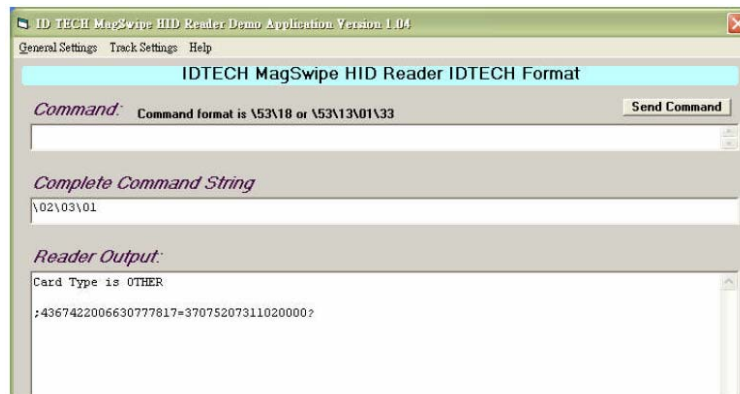 ID TECH MagSwipe HID Reader Demo Application Version 1.04
General Settings Track Settings Help
IDTECH MagSwipe HID Reader IDTECH Format
Command: Command format is \53\18 or \53\13\01\33 Send Command
Complete Command String
\02\03\01
Reader Output:
Card Type is OTHER
;4367422006630777817=37075207311020000?